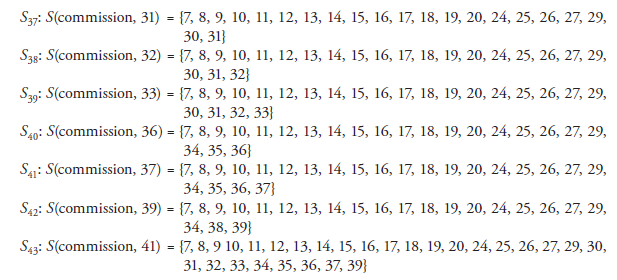 S37: S(commission, 31) = {7, 8, 9, 10, 11, 12, 13, 14, 15, 16, 17, 18, 19, 20, 24, 25, 26, 27, 29,
30, 31}
S38: S(commission, 32) = {7, 8, 9, 10, 11, 12, 13, 14, 15, 16, 17, 18, 19, 20, 24, 25, 26, 27, 29,
30, 31, 32}
S39: S(commission, 33) = {7, 8, 9, 10, 11, 12, 13, 14, 15, 16, 17, 18, 19, 20, 24, 25, 26, 27, 29,
30, 31, 32, 33}
S40: S(commission, 36) = {7, 8, 9, 10, 11, 12, 13, 14, 15, 16, 17, 18, 19, 20, 24, 25, 26, 27, 29,
34, 35, 36}
S41: S(commission, 37) = {7, 8, 9, 10, 11, 12, 13, 14, 15, 16, 17, 18, 19, 20, 24, 25, 26, 27, 29,
34, 35, 36, 37}
S42: S(commission, 39) = {7, 8, 9, 10, 11, 12, 13, 14, 15, 16, 17, 18, 19, 20, 24, 25, 26, 27, 29,
34, 38, 39}
S43: S(commission, 41) = {7, 8, 9 10, 11, 12, 13, 14, 15, 16, 17, 18, 19, 20, 24, 25, 26, 27, 29, 30,
31, 32, 33, 34, 35, 36, 37, 39}